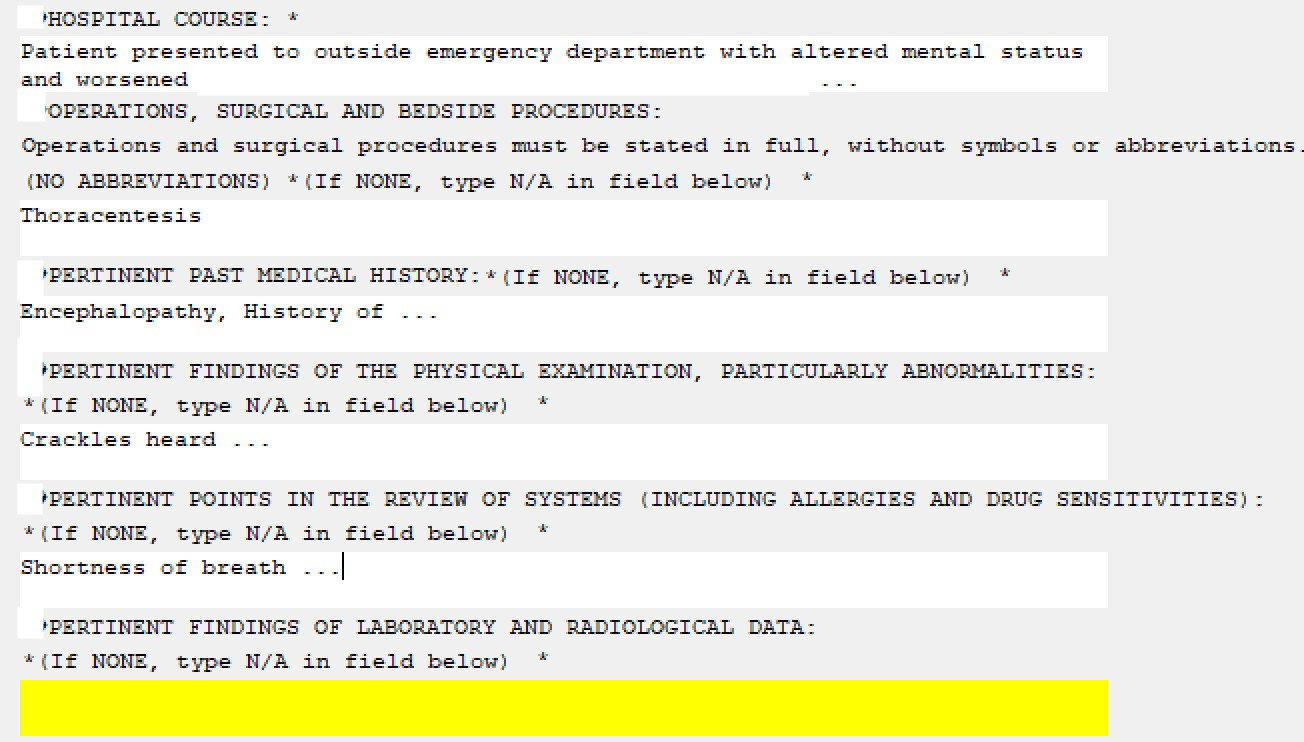 HOSPITAL COURSE: *
Patient presented to outside emergency department with altered mental status
and worsened ...
OPERATIONS, SURGICAL AND BEDSIDE PROCEDURES:
Operations and surgical procedures must be stated in full, without symbols or abbreviations.
(NO ABBREVIATIONS) *(If NONE, type N/A in field below) *
Thoracentesis
PERTINENT PAST MEDICAL HISTORY:*(If NONE, type N/A in field below) *
Encephalopathy, History of ...
PERTINENT FINDINGS OF THE PHYSICAL EXAMINATION, PARTICULARLY ABNORMALITIES:
*(If NONE, type N/A in field below) *
Crackles heard ...
PERTINENT POINTS IN THE REVIEW OF SYSTEMS (INCLUDING ALLERGIES AND DRUG SENSITIVITIES):
*(If NONE, type N/A in field below) *
Shortness of breath ...
PERTINENT FINDINGS OF LABORATORY AND RADIOLOGICAL DATA:
*(If NONE, type N/A in field below) *